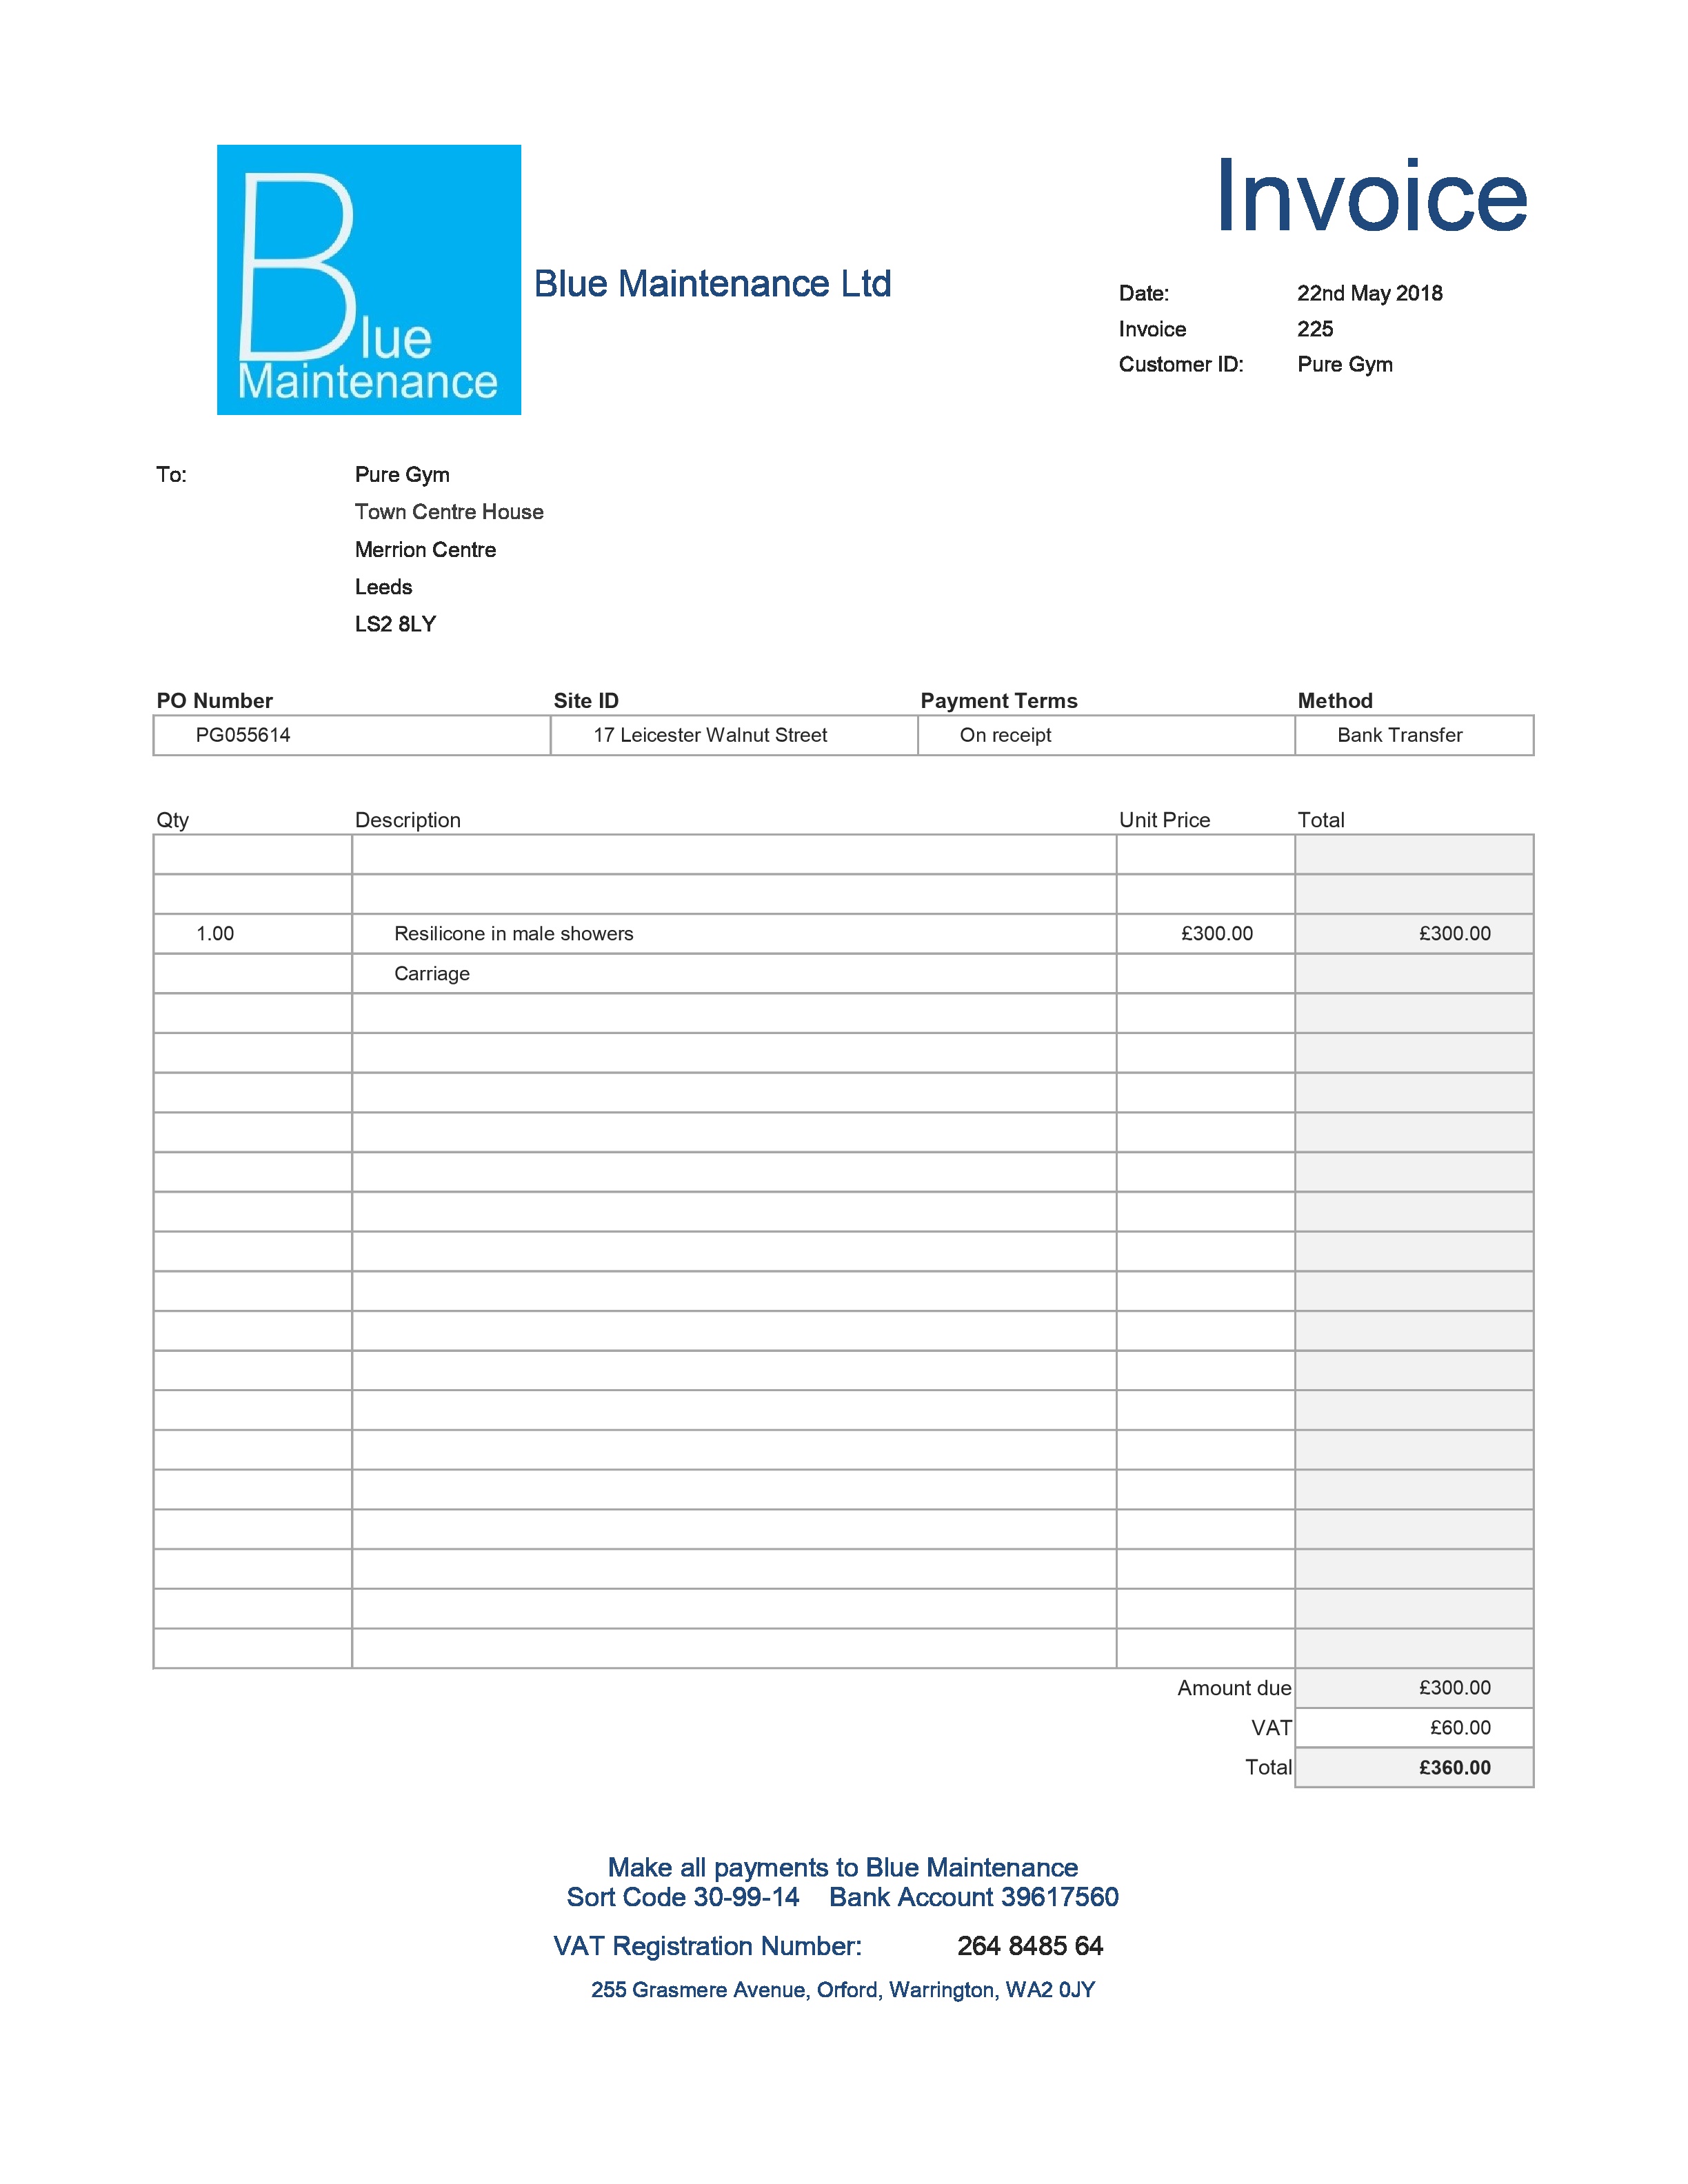 Invoice
Blue
Maintenance
Blue Maintenance Ltd
Date: 22nd May 2018
Invoice 225
Customer ID: Pure Gym
To: Pure Gym
Town Centre House
Merrion Centre
Leeds
LS2 8LY
PO Number Site ID Payment Terms Method
PG055614 17 Leicester Walnut Street On receipt Bank Transfer
Qty Description Unit Price Total
1.00 Resilicone in male showers £300.00 £300.00
Carriage
Amount due £300.00
VAT £60.00
Total £360.00
Make all payments to Blue Maintenance
Sort Code 30-99-14 Bank Account 39617560
VAT Registration Number: 264 8485 64
255 Grasmere Avenue, Orford, Warrington, WA2 0JY